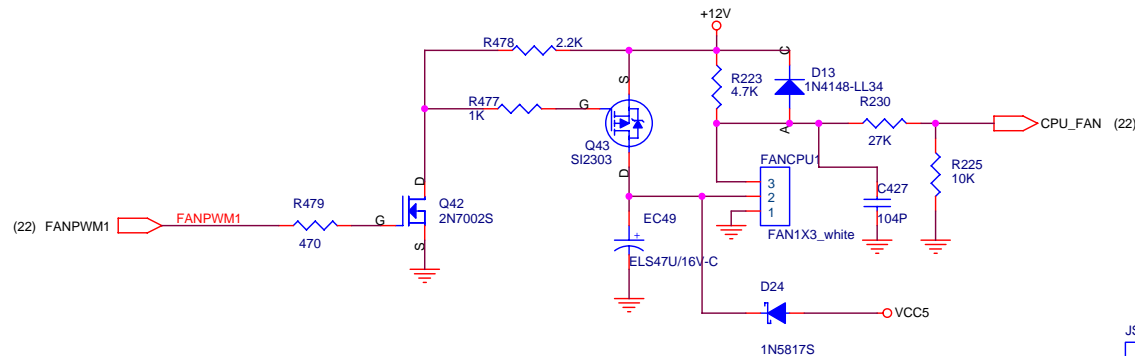 +12V
R478
2.2K
C
S
R223
4.7K
D13
1N4148-LL34
R477
1K
G
R230
CPU_FAN
(22)
Q43
SI2303
A
27K
D
FANCPU1
R225
10K
D
3
2
1
C427
104P
R479
Q42
2N7002S
(22)
FANPWM1
FANPWM1
G
EC49
470
FAN1X3_white
S
+
ELS47U/16V-C
D24
VCC5
JS
1N5817S